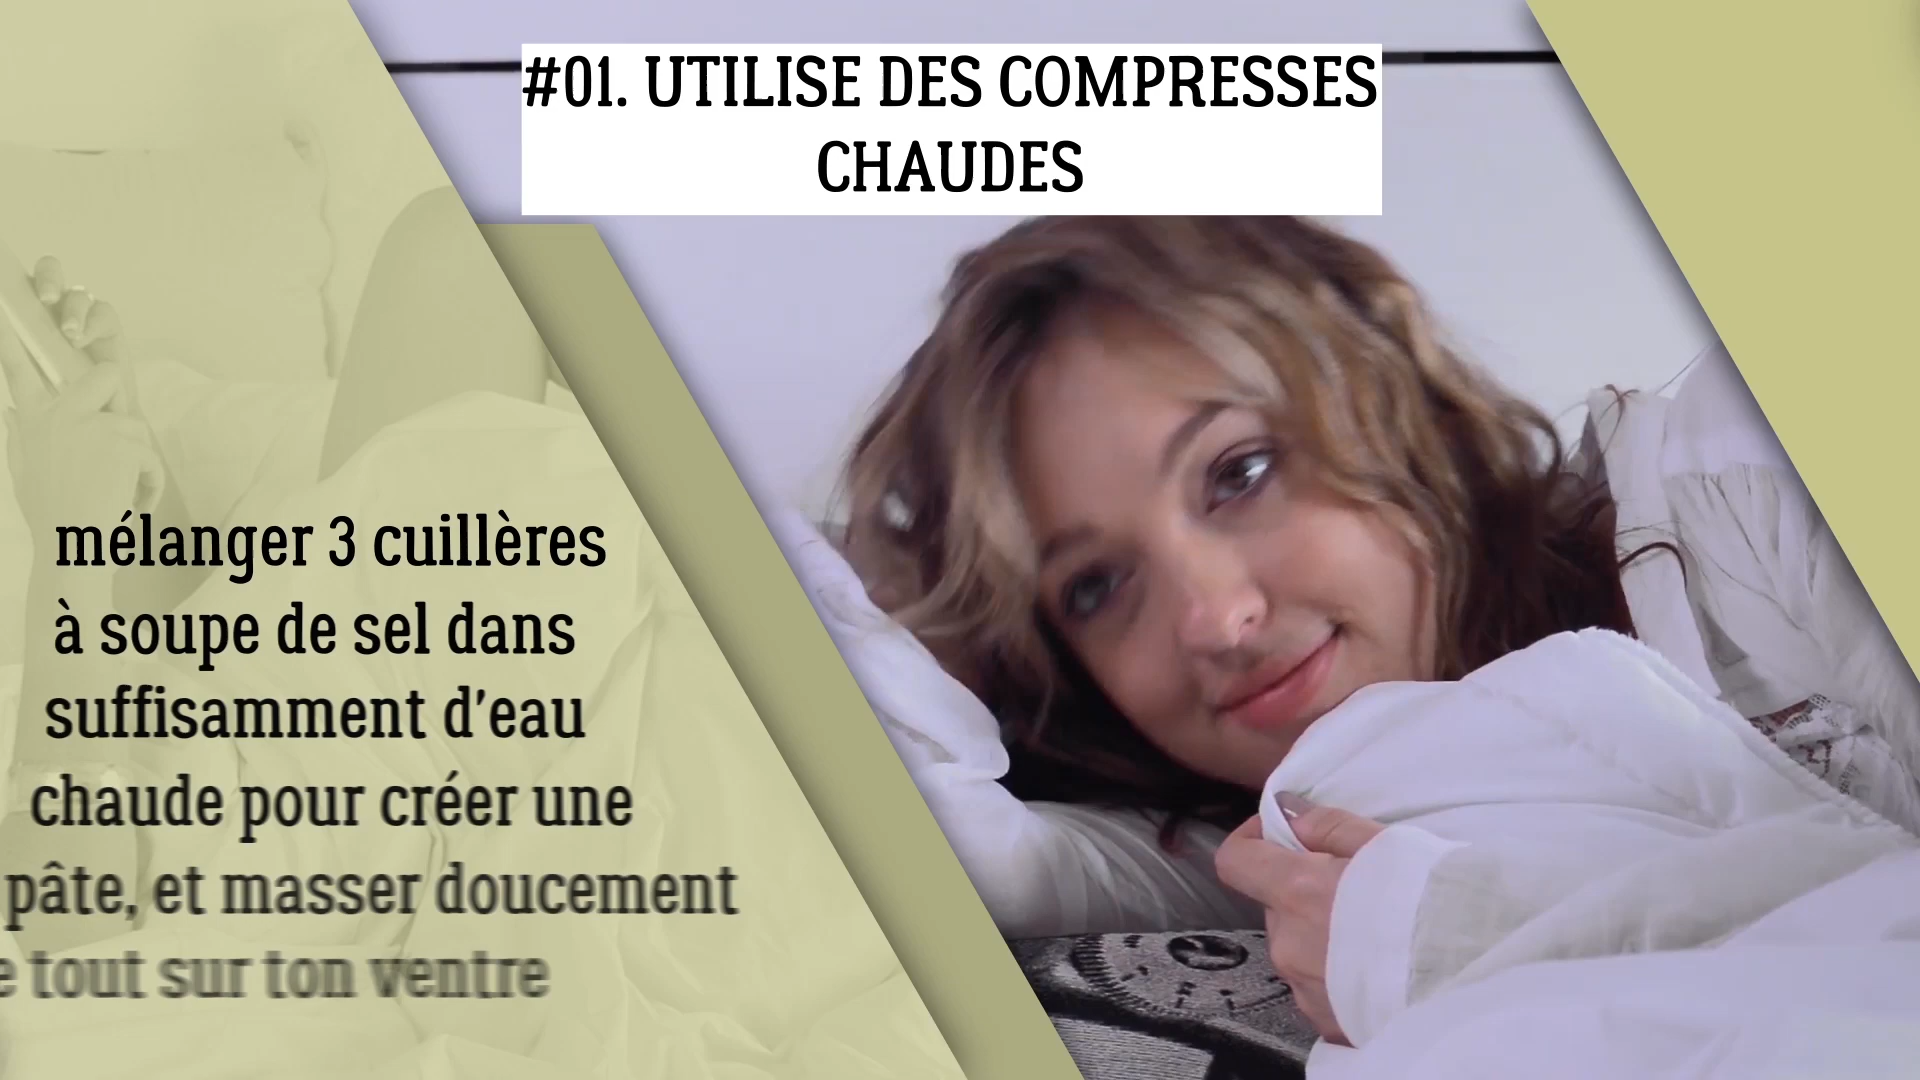 #01. UTILISE DES COMPRESSES
CHAUDES
mélanger 3 cuillères
à soupe de sel dans
suffisamment d'eau
chaude pour créer une
pâte, et masser doucement
tout sur ton ventre